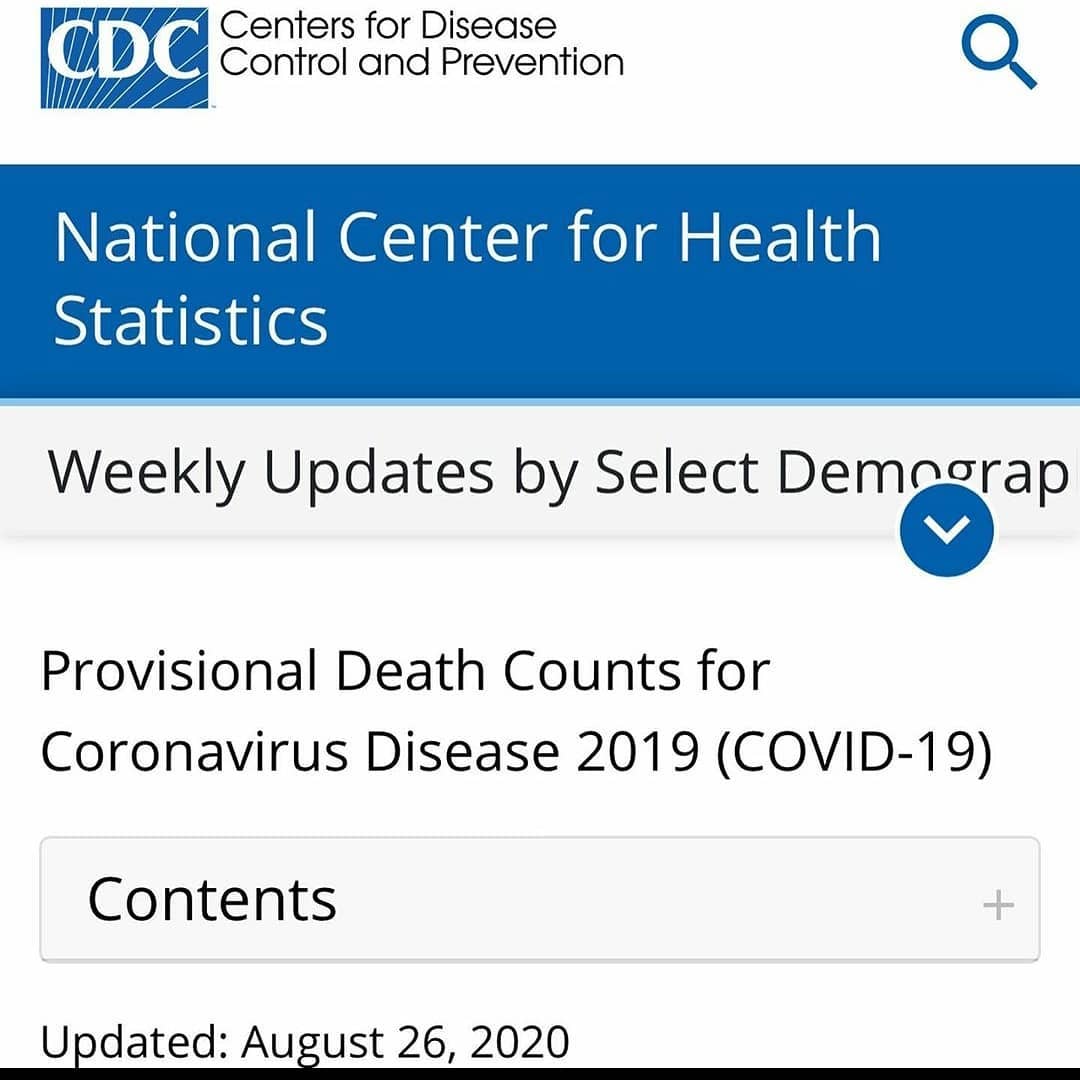 CDC Centers for Disease
Control and Prevention
National Center for Health
Statistics
Weekly Updates by Select Demograp
Provisional Death Counts for
Coronavirus Disease 2019 (COVID-19)
Contents +
Updated: August 26, 2020